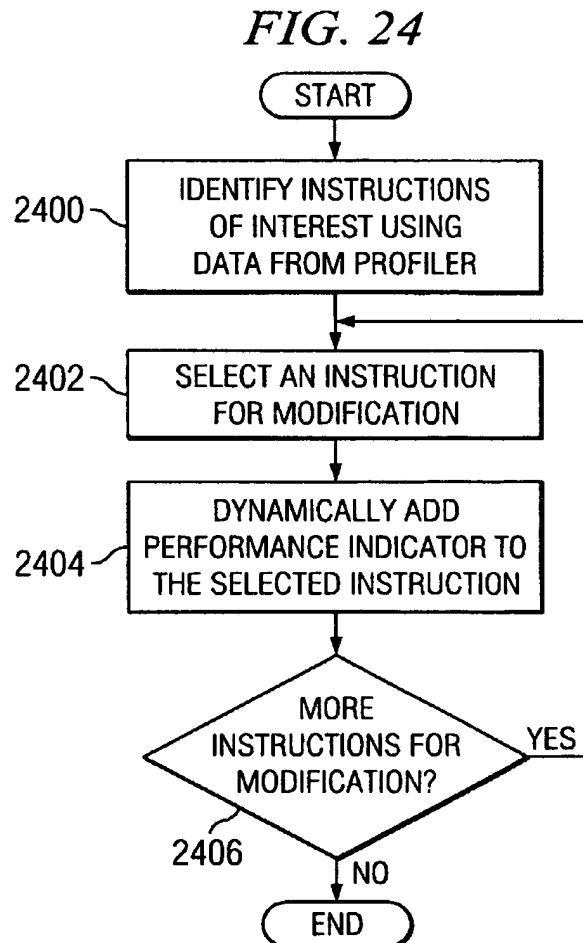 FIG. 24
START
2400
IDENTIFY INSTRUCTIONS
OF INTEREST USING
DATA FROM PROFILER
2402
SELECT AN INSTRUCTION
FOR MODIFICATION
2404
DYNAMICALLY ADD
PERFORMANCE INDICATOR TO
THE SELECTED INSTRUCTION
MORE
INSTRUCTIONS FOR
MODIFICATION?
YES
2406
NO
END